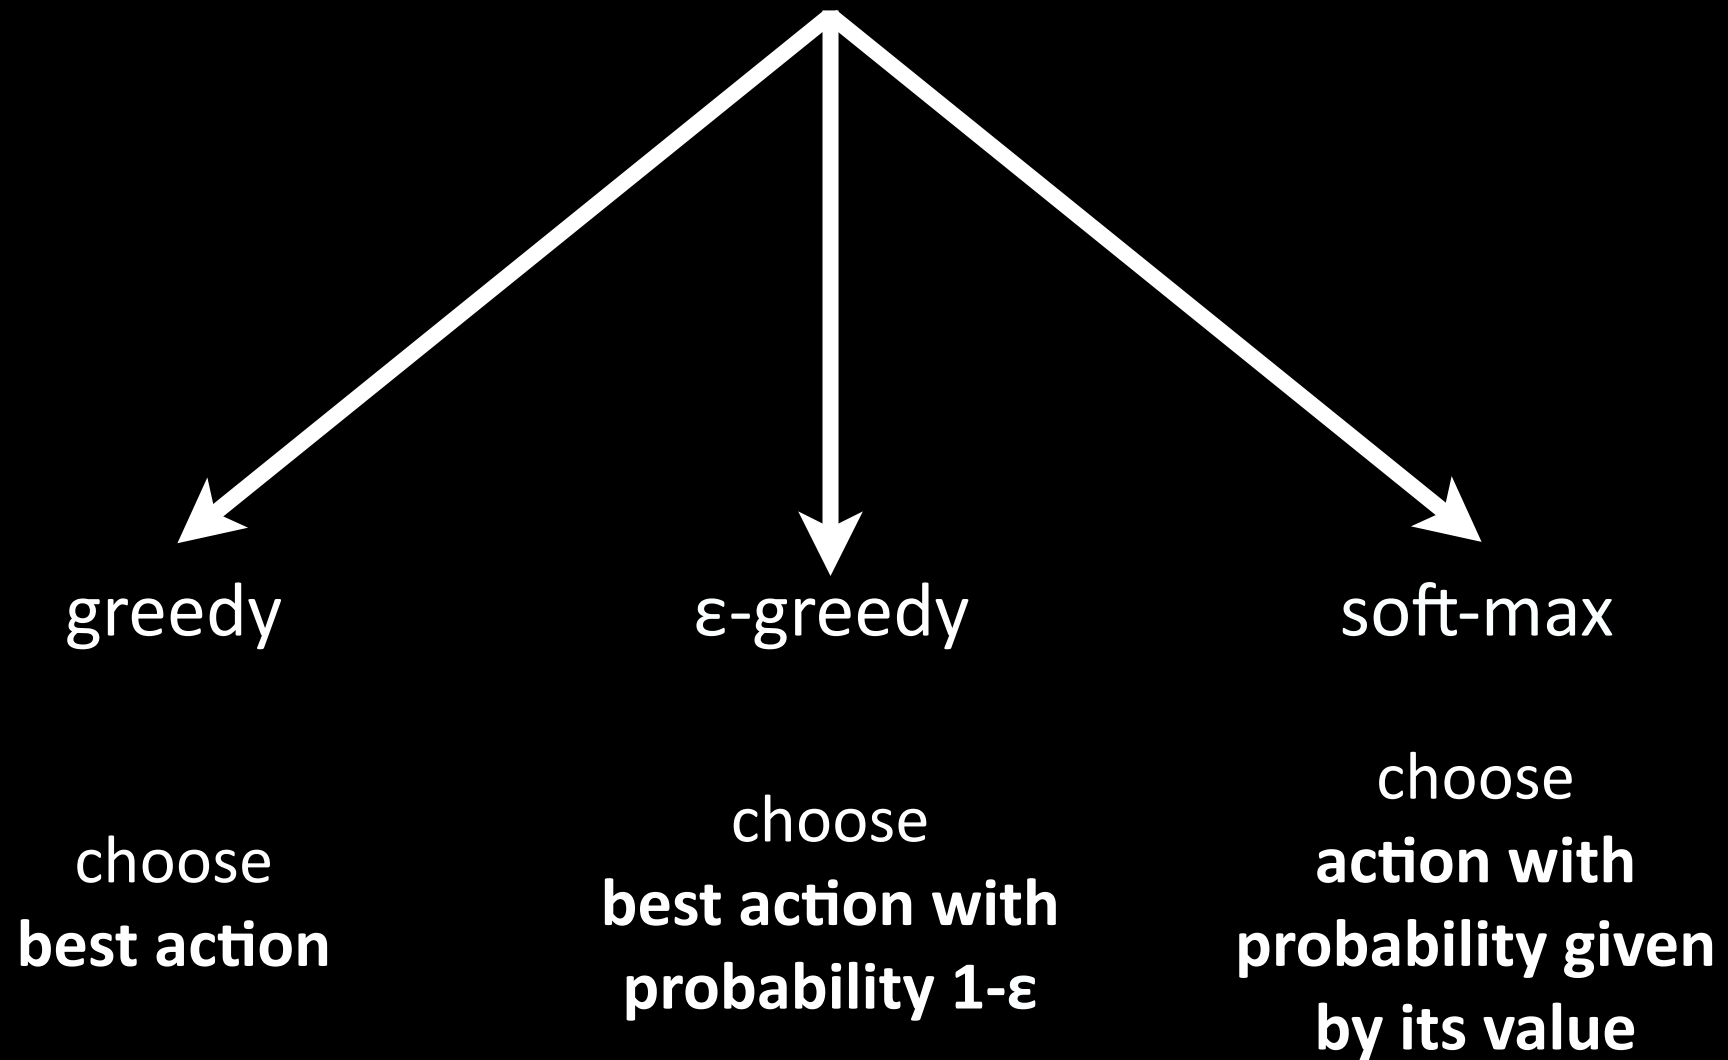 greedy
ε-greedy
soft-max
choose
best action
choose
best action with
probability 1-ε
choose
action with
probability given
by its value